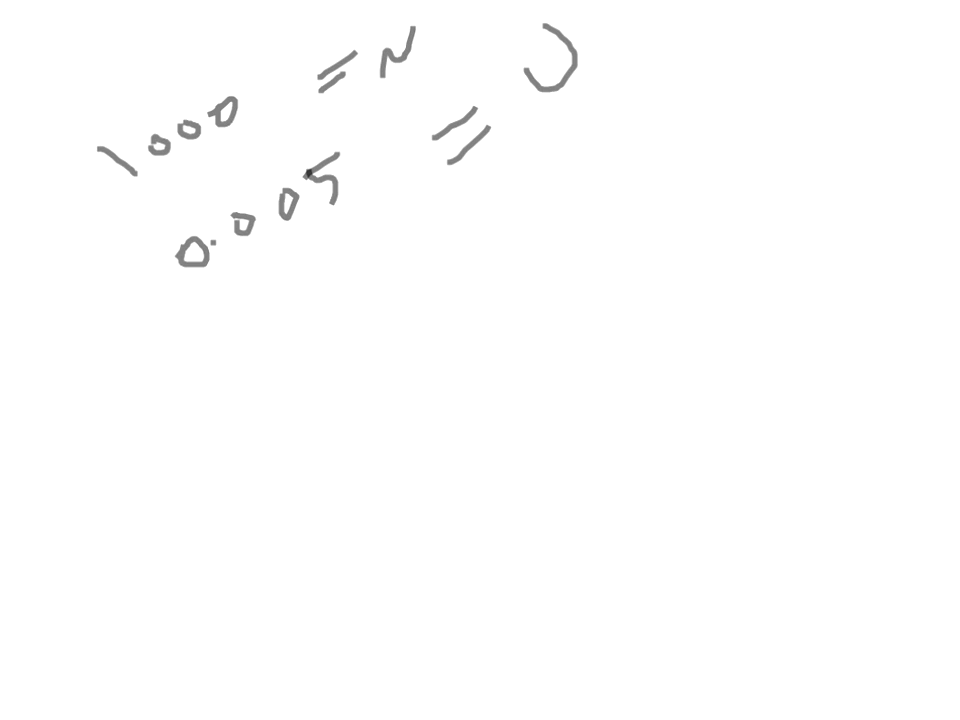 1000 = N
0.005 = U